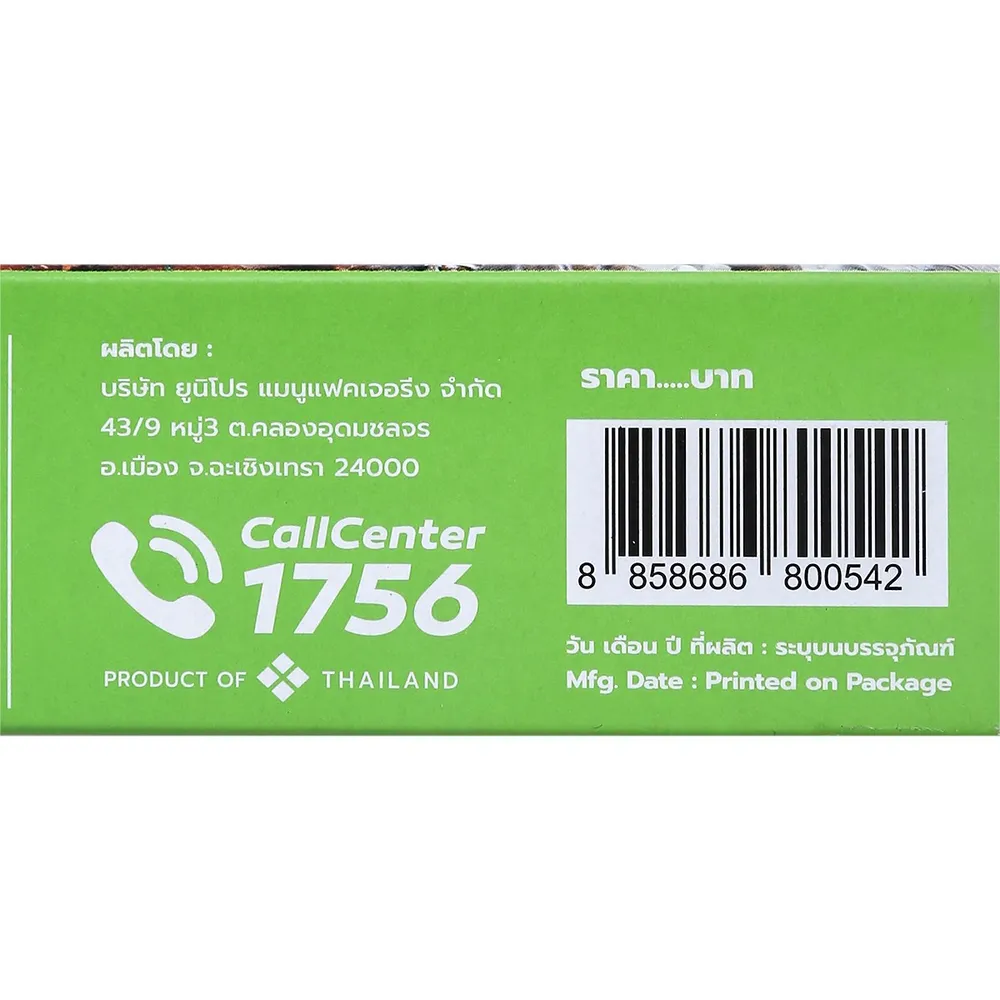 ผลิตโดย :
บริษัท ยูนิโปร แมนูแฟคเจอริง จำกัด
43/9 หมู่3 ต.คลองอุดมชลจร
อ.เมือง จ.ฉะเชิงเทรา 24000
CallCenter
1756
PRODUCT OF THAILAND
ราคา.....บาท
8 858686 800542
วัน เดือน ปี ที่ผลิต : ระบุบนบรรจุภัณฑ์
Mfg. Date : Printed on Package